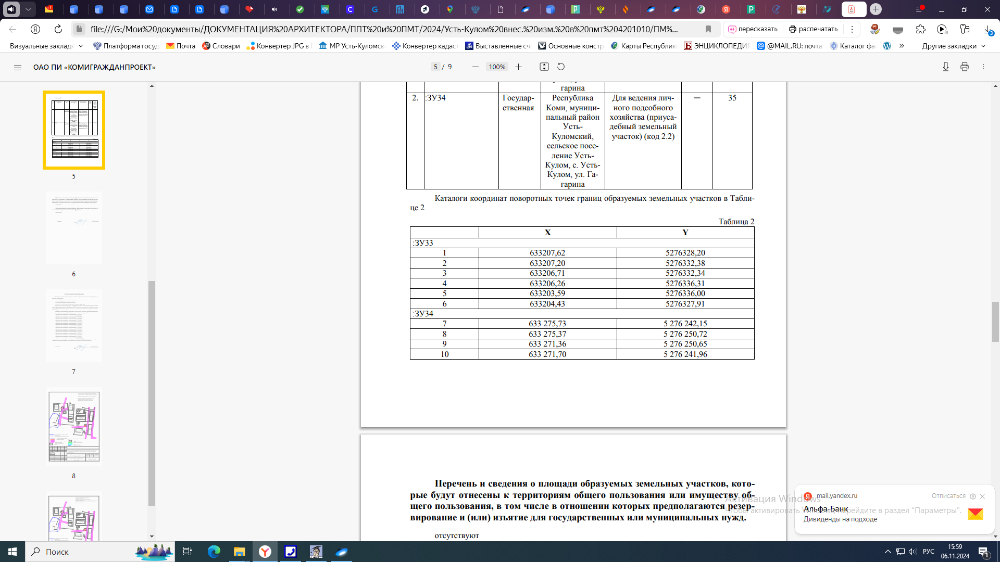 file:///G:/Мои%20документы/ДОКУМЕНТАЦИЯ%20АРХИТЕКТОРА/ППТ%20и%20ПМТ/2024/Усть-Кулом%20внес.%20изм.%20в%20пмт%204201010/ПМ%...
пересказать
распечатать
3
Визуальные заклад
Платформа госуд
Почта
Словари
Конвертер JPG в
МР Усть-Куломск
Конвертер кадаст
Выставленные сч
Основные констр
Карты Республик
ЭНЦИКЛОПЕДИЯ
@MAIL.RU: почта
Каталог фа
»
Другие закладки
ОАО ПИ «КОМИГРАЖДАНПРОЕКТ»
5 / 9
100%
5
6
7
8
гарина
2.
:ЗУ34
Государ-
ственная
Республика
Коми, муници-
пальный район
Усть-
Куломский,
сельское посе-
ление Усть-
Кулом, с. Усть-
Кулом, ул. Га-
гарина
Для ведения лич-
ного подсобного
хозяйства (приуса-
дебный земельный
участок) (код 2.2)
—
35
Каталоги координат поворотных точек границ образуемых земельных участков в Табли-
це 2
Таблица 2
X Y
:ЗУ33
1 633207,62 5276328,20
2 633207,20 5276332,38
3 633206,71 5276332,34
4 633206,26 5276336,31
5 633203,59 5276336,00
6 633204,43 5276327,91
:ЗУ34
7 633 275,73 5 276 242,15
8 633 275,37 5 276 250,72
9 633 271,36 5 276 250,65
10 633 271,70 5 276 241,96
Перечень и сведения о площади образуемых земельных участков, кото-
рые будут отнесены к территориям общего пользования или имуществу об-
щего пользования, в том числе в отношении которых предполагаются резер-
вирование и (или) изъятие для государственных или муниципальных нужд.
отсутствуют
Активация Windows
Чтобы активировать Windows, перейдите в раздел "Параметры".
mail.yandex.ru
Отписаться
Альфа-Банк
Дивиденды на подходе
Поиск
РУС
15:59
06.11.2024
1